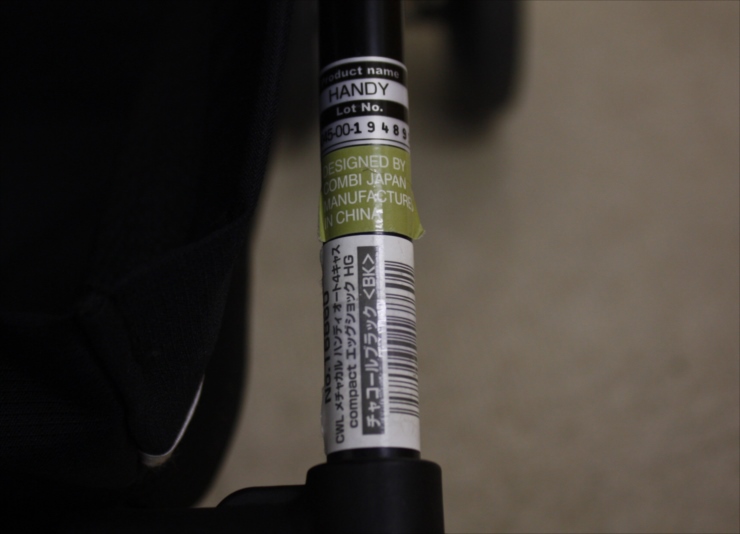 product name
HANDY
Lot No.
-00-19489
DESIGNED BY
COMBI JAPAN
MANUFACTURE
IN CHINA
CWL メチャカル ハンディ オート4キャス
compact エッグショック HG
チャコールブラック <BK>